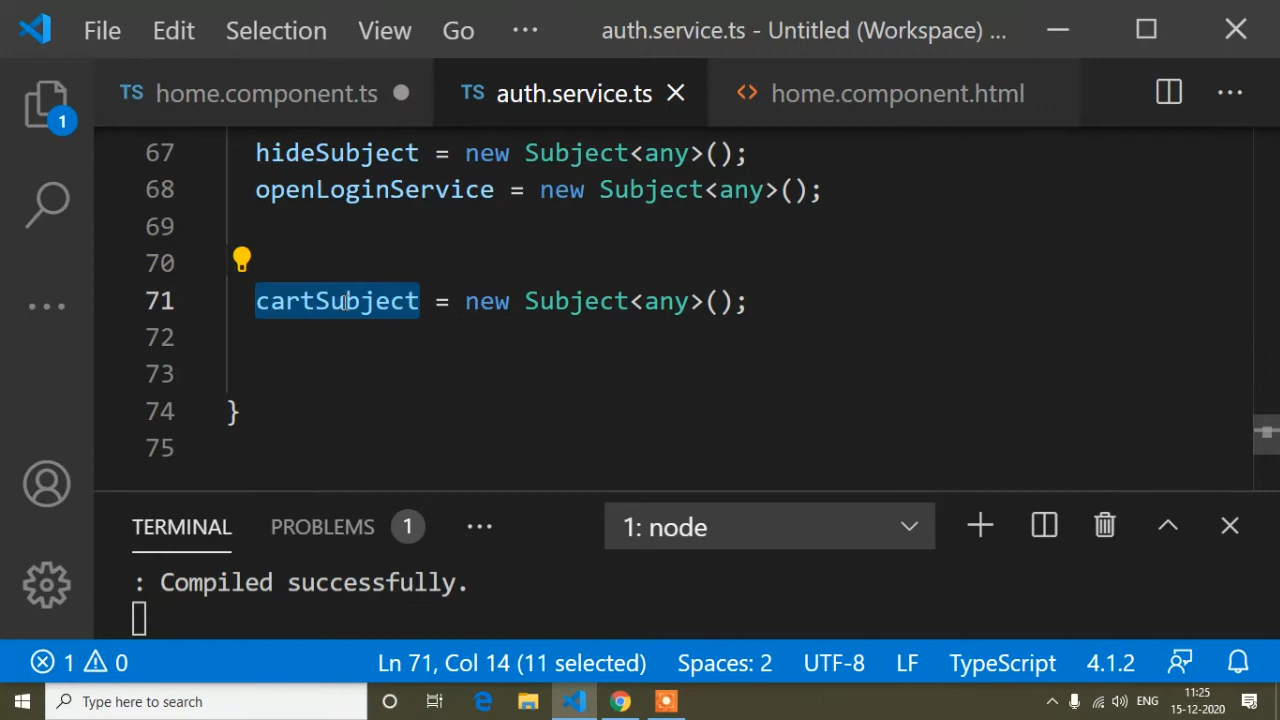 File Edit Selection View Go ··· auth.service.ts - Untitled (Workspace) ...
1
TS home.component.ts TS auth.service.ts <> home.component.html
67 hideSubject = new Subject<any>();
68 openLoginService = new Subject<any>();
69
70
71 cartSubject = new Subject<any>();
72
73
74 }
75
TERMINAL PROBLEMS 1 ··· 1: node
: Compiled successfully.
1 0 Ln 71, Col 14 (11 selected) Spaces: 2 UTF-8 LF TypeScript 4.1.2
Type here to search ENG 11:25
15-12-2020